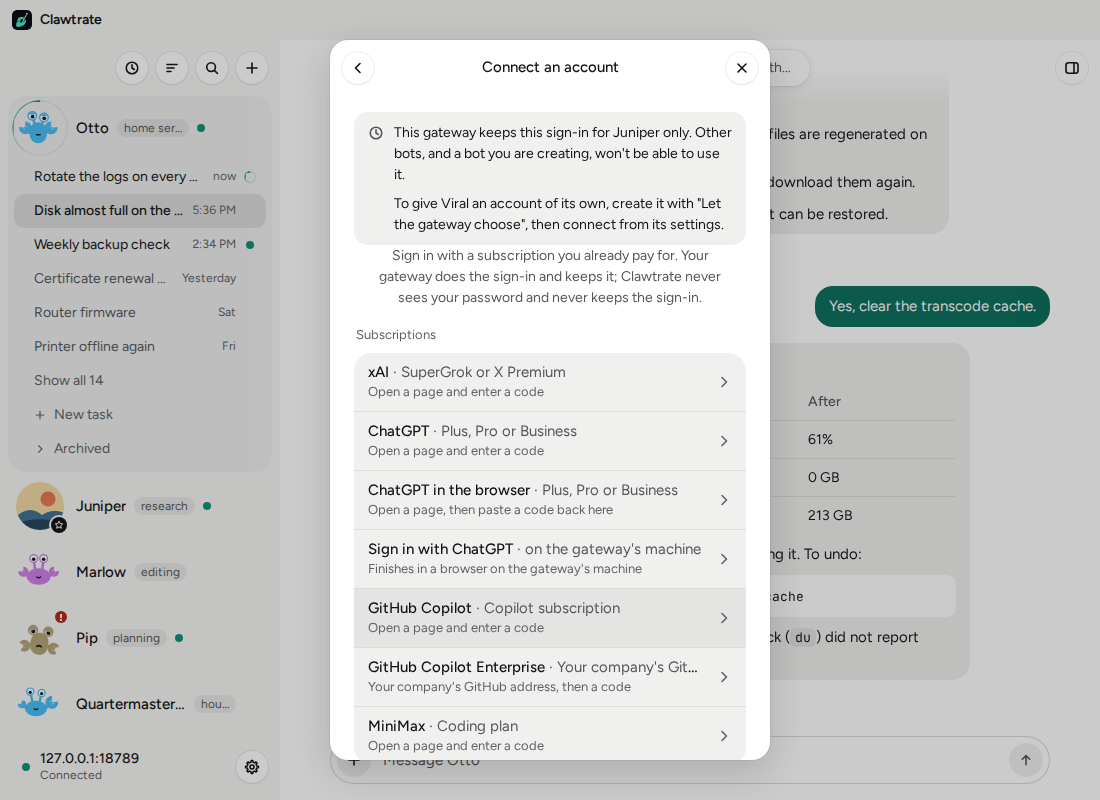 Clawtrate
Otto
home ser...
Rotate the logs on every ...
now
Disk almost full on the ...
5:36 PM
Weekly backup check
2:34 PM
Certificate renewal ...
Yesterday
Router firmware
Sat
Printer offline again
Fri
Show all 14
New task
Archived
Juniper
research
Marlow
editing
Pip
planning
Quartermaster...
hou...
127.0.0.1:18789
Connected
Connect an account
This gateway keeps this sign-in for Juniper only. Other
bots, and a bot you are creating, won't be able to use
it.
To give Viral an account of its own, create it with "Let
the gateway choose", then connect from its settings.
Sign in with a subscription you already pay for. Your
gateway does the sign-in and keeps it; Clawtrate never
sees your password and never keeps the sign-in.
Subscriptions
xAI · SuperGrok or X Premium
Open a page and enter a code
ChatGPT · Plus, Pro or Business
Open a page and enter a code
ChatGPT in the browser · Plus, Pro or Business
Open a page, then paste a code back here
Sign in with ChatGPT · on the gateway's machine
Finishes in a browser on the gateway's machine
GitHub Copilot · Copilot subscription
Open a page and enter a code
GitHub Copilot Enterprise · Your company's Git...
Your company's GitHub address, then a code
MiniMax · Coding plan
Open a page and enter a code
th...
files are regenerated on
download them again.
t can be restored.
Yes, clear the transcode cache.
After
61%
0 GB
213 GB
ng it. To undo:
cache
ck ( du ) did not report
Message Otto